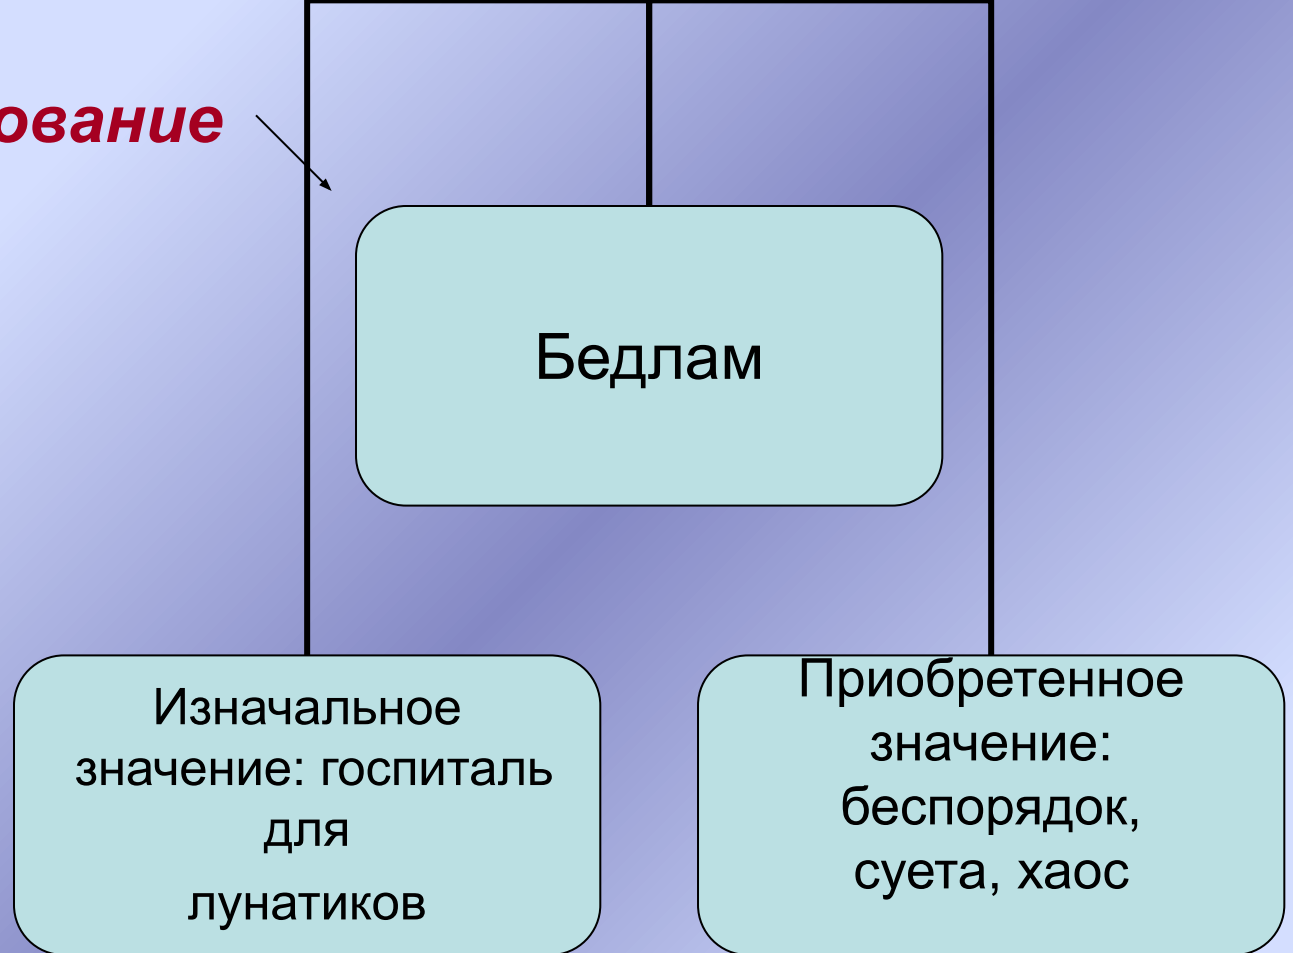 ование
Бедлам
Изначальное
значение: госпиталь
для
лунатиков
Приобретенное
значение:
беспорядок,
суета, хаос